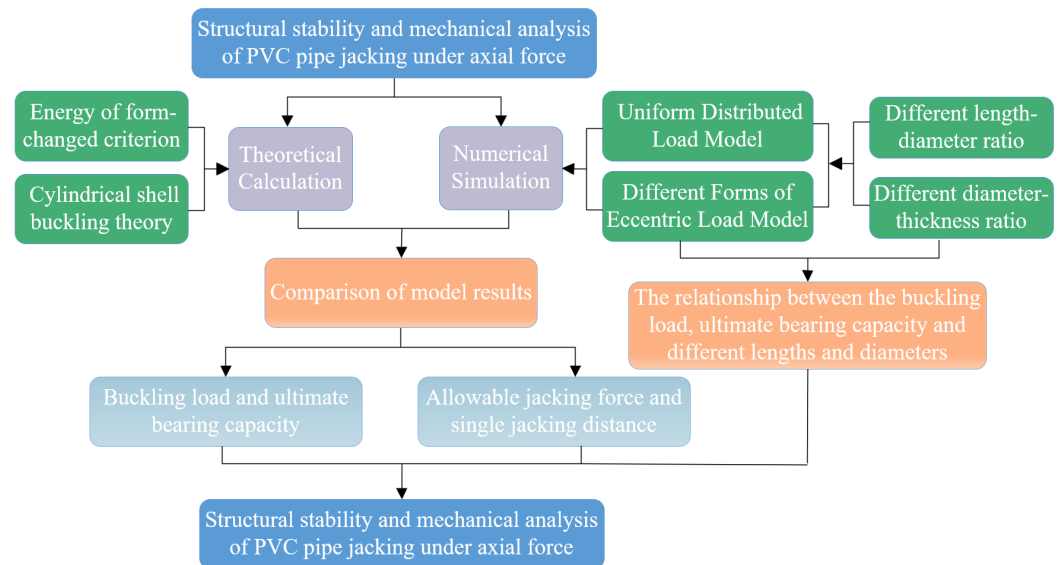 Structural stability and mechanical analysis
of PVC pipe jacking under axial force
Energy of form-
changed criterion
Cylindrical shell
buckling theory
Theoretical
Calculation
Numerical
Simulation
Uniform Distributed
Load Model
Different Forms of
Eccentric Load Model
Different length-
diameter ratio
Different diameter-
thickness ratio
Comparison of model results
The relationship between the buckling
load, ultimate bearing capacity and
different lengths and diameters
Buckling load and ultimate
bearing capacity
Allowable jacking force and
single jacking distance
Structural stability and mechanical analysis
of PVC pipe jacking under axial force